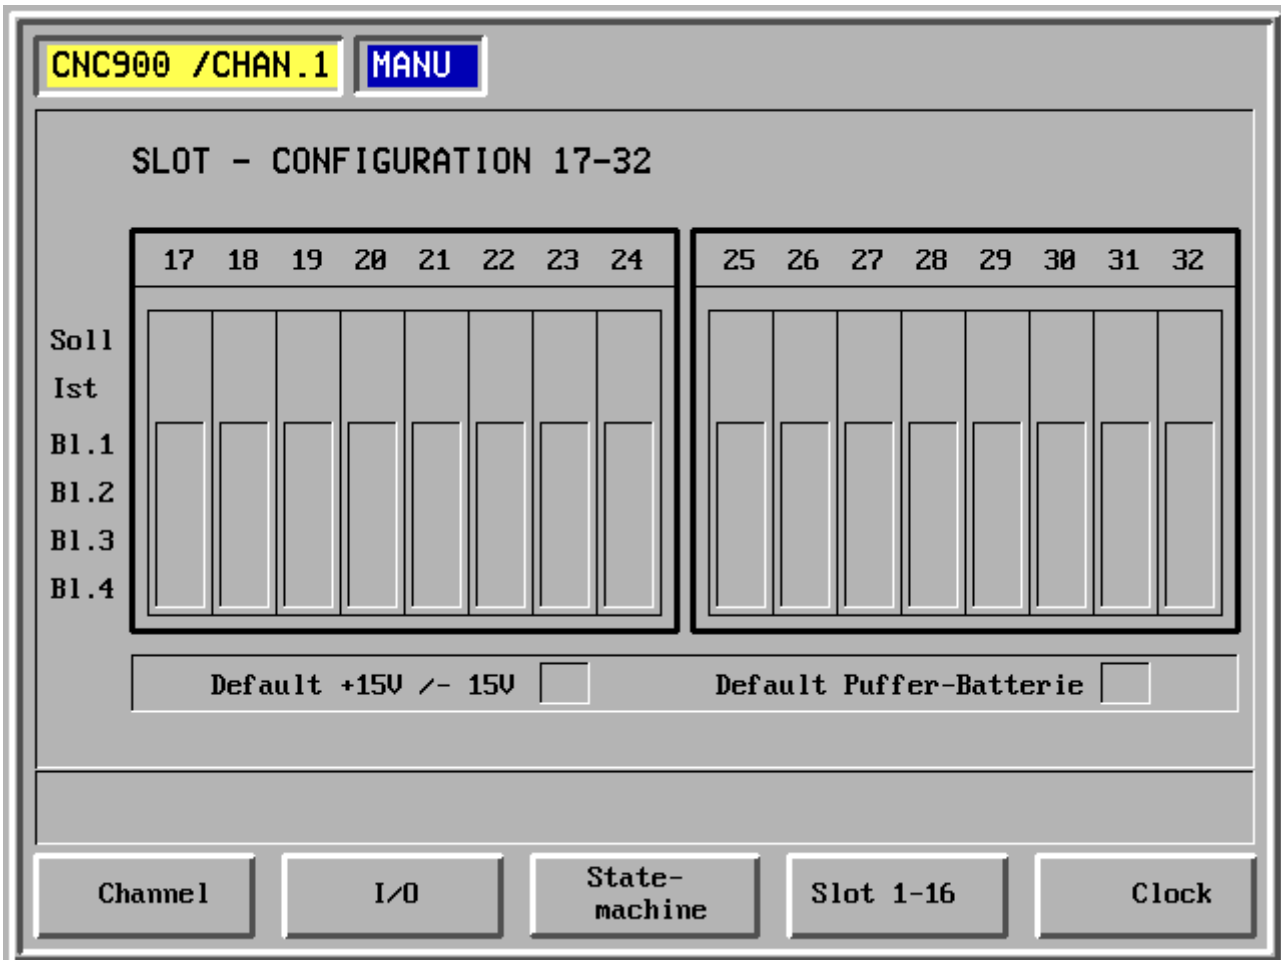 CNC900 /CHAN.1 MANU
SLOT - CONFIGURATION 17-32
17 18 19 20 21 22 23 24 25 26 27 28 29 30 31 32
Soll
Ist
Bl.1
Bl.2
Bl.3
Bl.4
Default +15V /- 15V Default Puffer-Batterie
Channel I/O State-machine Slot 1-16 Clock